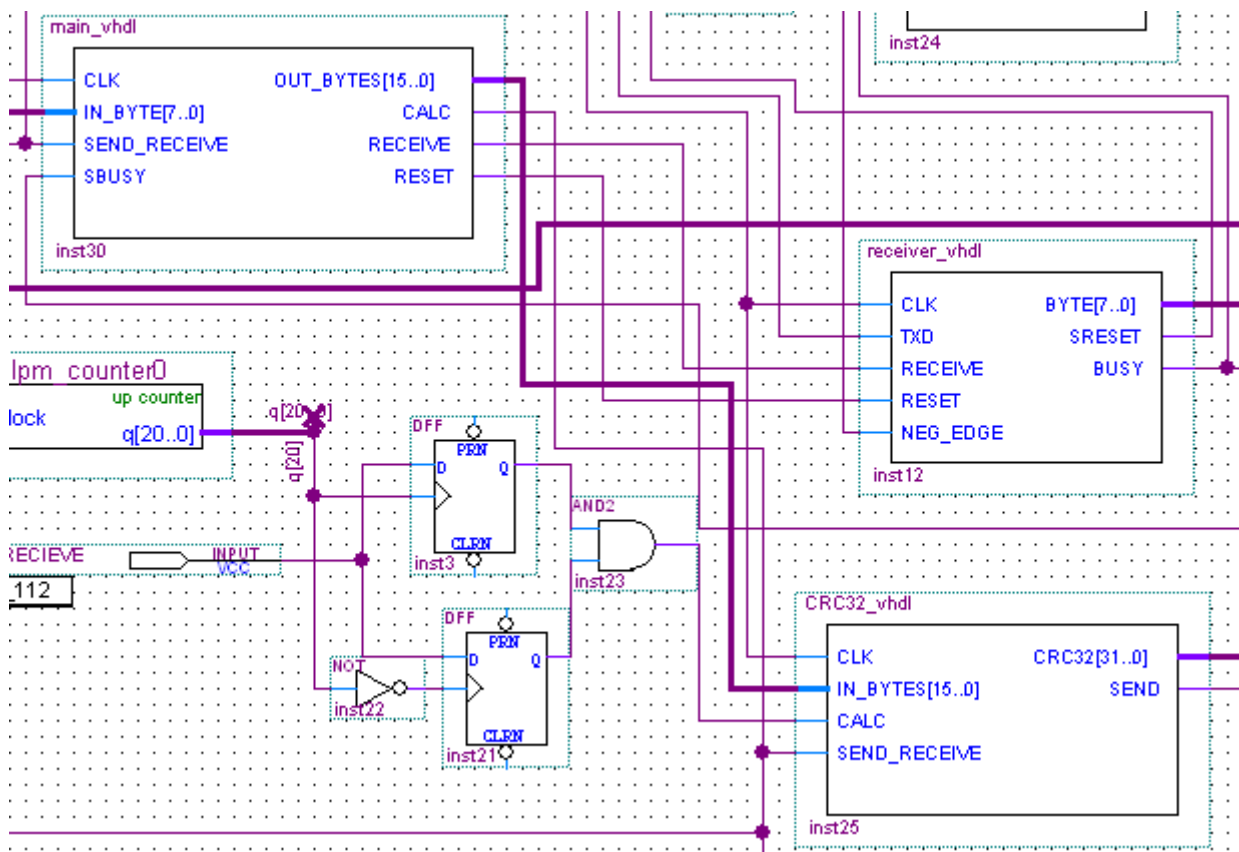 main_vhdl
CLK
IN_BYTE[7..0]
SEND_RECEIVE
SBUSY
OUT_BYTES[15..0]
CALC
RECEIVE
RESET
inst30
inst24
receiver_vhdl
CLK
TXD
RECEIVE
RESET
NEG_EDGE
BYTE[7..0]
SRESET
BUSY
inst12
lpm_counter0
up counter
lock
q[20..0]
q[20]
DFF
PRN
D
Q
CLRN
inst3
AND2
inst23
RECIEVE
INPUT
VCC
_112
NOT
inst22
DFF
PRN
D
Q
CLRN
inst21
CRC32_vhdl
CLK
IN_BYTES[15..0]
CALC
SEND_RECEIVE
CRC32[31..0]
SEND
inst25